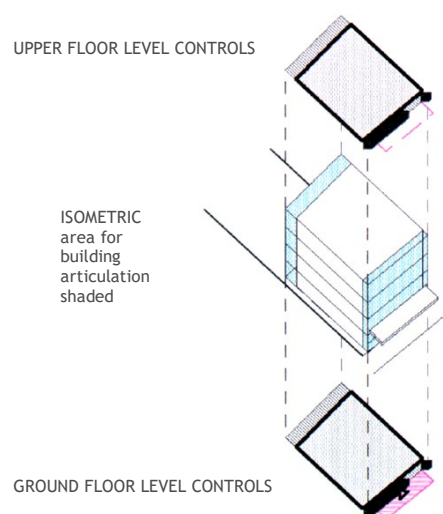 UPPER FLOOR LEVEL CONTROLS
ISOMETRIC
area for
building
articulation
shaded
GROUND FLOOR LEVEL CONTROLS